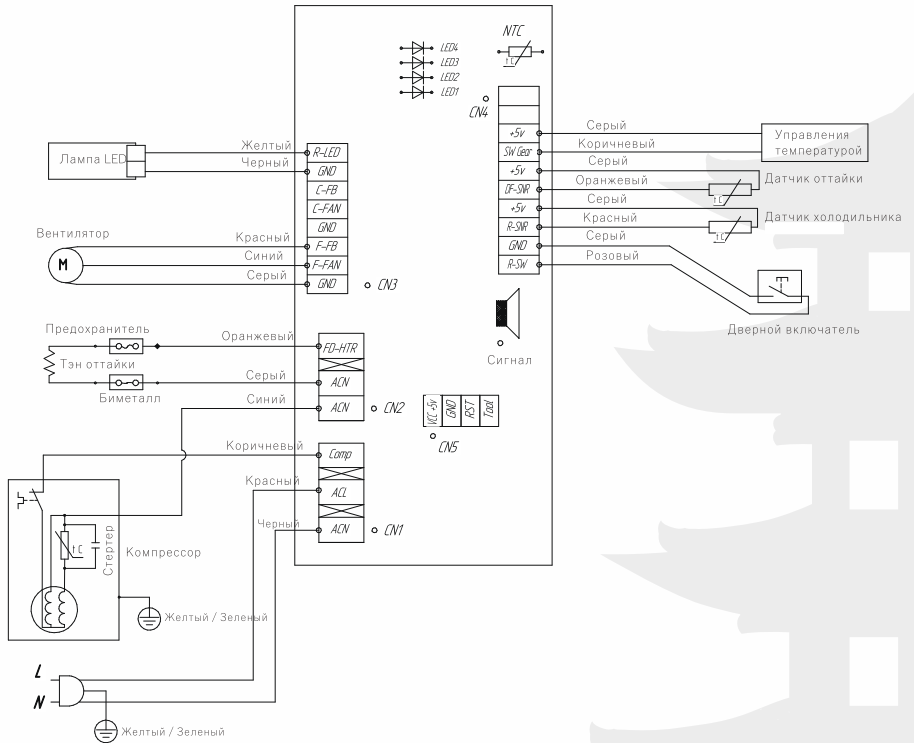 NTC
t C
LED4
LED3
LED2
LED1
CN4
+5v
SW Gear
+5v
DF-SNR
+5v
R-SNR
GND
R-SW
Серый
Коричневый
Серый
Оранжевый
Серый
Красный
Серый
Розовый
Управления
температурой
Датчик оттайки
t C
Датчик холодильника
t C
Дверной включатель
Сигнал
Лампа LED
Желтый
Черный
R-LED
GND
C-FB
C-FAN
GND
F-FB
F-FAN
GND
CN3
Вентилятор
M
Красный
Синий
Серый
Предохранитель
Тэн оттайки
Биметалл
Оранжевый
Серый
Синий
FD-HTR
ACN
ACN
CN2
VCC +5v
GND
RST
Tool
CN5
Коричневый
Красный
Черный
Comp
ACL
ACN
CN1
t C
Стертер
Компрессор
Желтый / Зеленый
L
N
Желтый / Зеленый